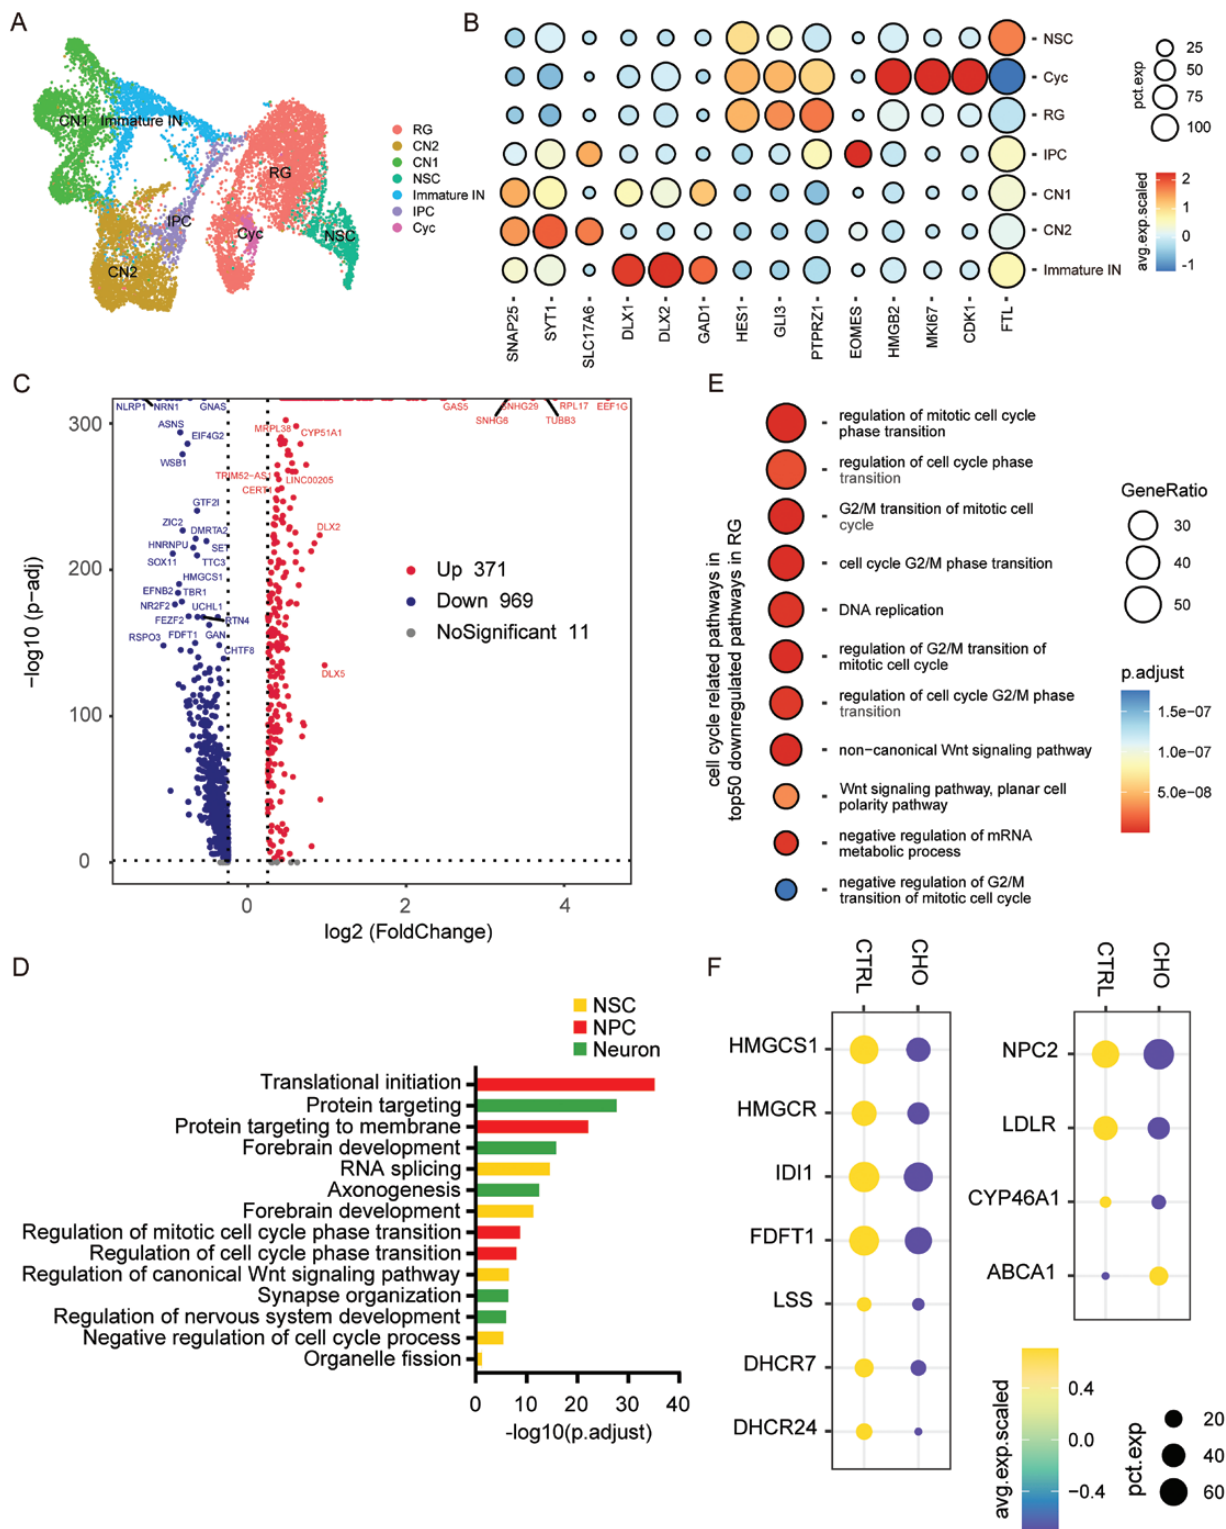 A
CN1
Immature IN
RG
IPC
Cyc
NSC
CN2
RG
CN2
CN1
NSC
Immature IN
IPC
Cyc
B
NSC
Cyc
RG
IPC
CN1
CN2
Immature IN
SNAP25
SYT1
SLC17A6
DLX1
DLX2
GAD1
HES1
GLI3
PTPRZ1
EOMES
HMGB2
MKI67
CDK1
FTL
pct.exp
25
50
75
100
avg.exp.scaled
2
1
0
-1
C
NLRP1
NRN1
GNAS
GAS5
SNHG6
SNHG29
TUBB3
RPL17
EEF1G
ASNS
EIF4G2
WSB1
MRPL38
CYP51A1
TRIM52-AS1
LINC00205
CERT1
GTF2I
ZIC2
DMRTA2
HNRNPU
SET
SOX11
TTC3
DLX2
HMGCS1
EFNB2
TBR1
NR2F2
UCHL1
FEZF2
RTN4
RSPO3
FDFT1
GAN
CHTF8
DLX5
Up 371
Down 969
NoSignificant 11
−log10 (p−adj)
300
200
100
0
0
2
4
log2 (FoldChange)
E
cell cycle related pathways in
top50 downregulated pathways in RG
regulation of mitotic cell cycle
phase transition
regulation of cell cycle phase
transition
G2/M transition of mitotic cell
cycle
cell cycle G2/M phase transition
DNA replication
regulation of G2/M transition of
mitotic cell cycle
regulation of cell cycle G2/M phase
transition
non-canonical Wnt signaling pathway
Wnt signaling pathway, planar cell
polarity pathway
negative regulation of mRNA
metabolic process
negative regulation of G2/M
transition of mitotic cell cycle
GeneRatio
30
40
50
p.adjust
1.5e−07
1.0e−07
5.0e−08
D
NSC
NPC
Neuron
Translational initiation
Protein targeting
Protein targeting to membrane
Forebrain development
RNA splicing
Axonogenesis
Forebrain development
Regulation of mitotic cell cycle phase transition
Regulation of cell cycle phase transition
Regulation of canonical Wnt signaling pathway
Synapse organization
Regulation of nervous system development
Negative regulation of cell cycle process
Organelle fission
0
10
20
30
40
-log10(p.adjust)
F
CTRL
CHO
HMGCS1
HMGCR
IDI1
FDFT1
LSS
DHCR7
DHCR24
CTRL
CHO
NPC2
LDLR
CYP46A1
ABCA1
avg.exp.scaled
0.4
0.0
−0.4
pct.exp
20
40
60